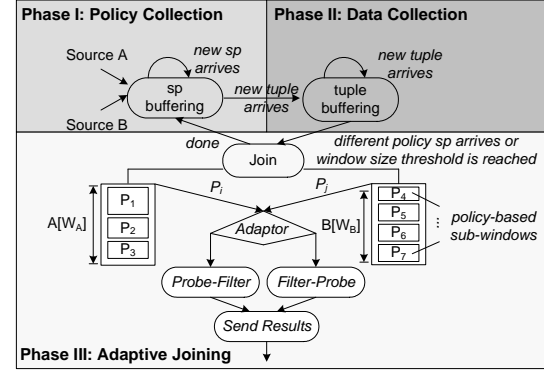 Phase I: Policy Collection
Phase II: Data Collection
Source A
new sp
arrives
new tuple
arrives
sp
buffering
new tuple
arrives
tuple
buffering
Source B
done
different policy sp arrives or
window size threshold is reached
Join
Pi
Pj
P1
P2
P3
A[WA]
Adaptor
B[WB]
P4
P5
P6
P7
...
policy-based
sub-windows
Probe-Filter
Filter-Probe
Send Results
Phase III: Adaptive Joining